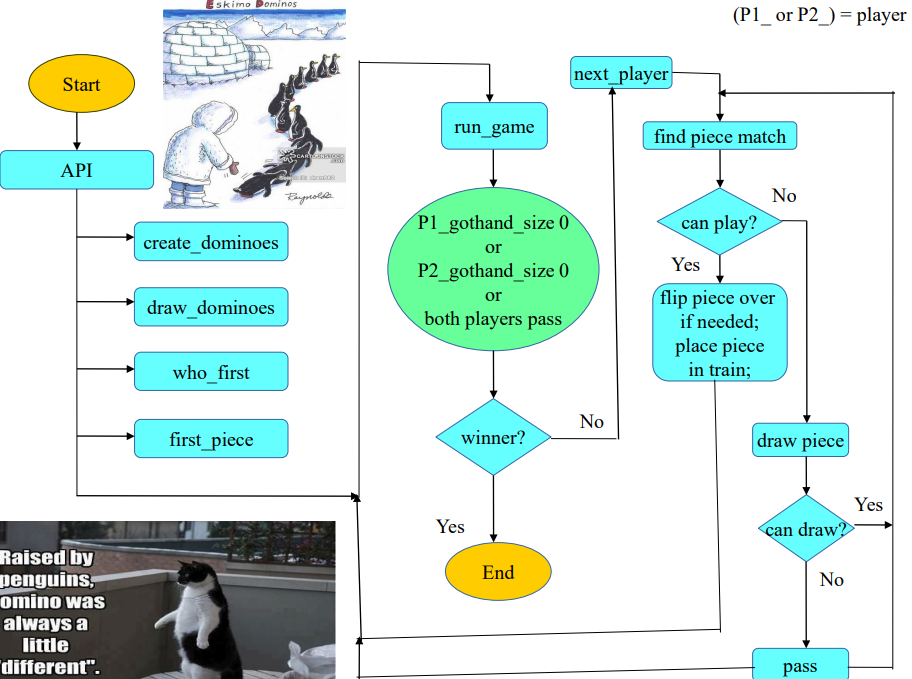 Eskimo Dominos
(P1_ or P2_) = player
Start
API
create_dominoes
draw_dominoes
who_first
first_piece
CARTOONSTOCK
.com
Reynolds
run_game
P1_gothand_size 0
or
P2_gothand_size 0
or
both players pass
winner?
No
Yes
End
next_player
find piece match
can play?
No
Yes
flip piece over
if needed;
place piece
in train;
draw piece
can draw?
Yes
No
pass
Raised by
penguins,
omino was
always a
little
"different".